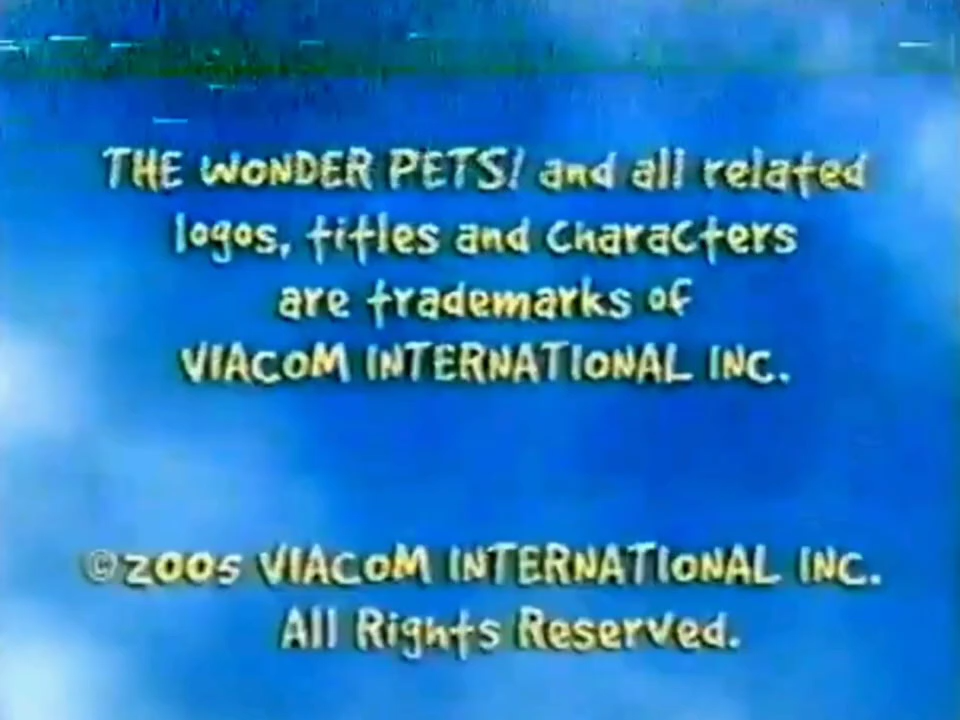 THE WONDER PETS! and all related
logos, titles and characters
are trademarks of
VIACOM INTERNATIONAL INC.
©2005 VIACOM INTERNATIONAL INC.
All Rights Reserved.